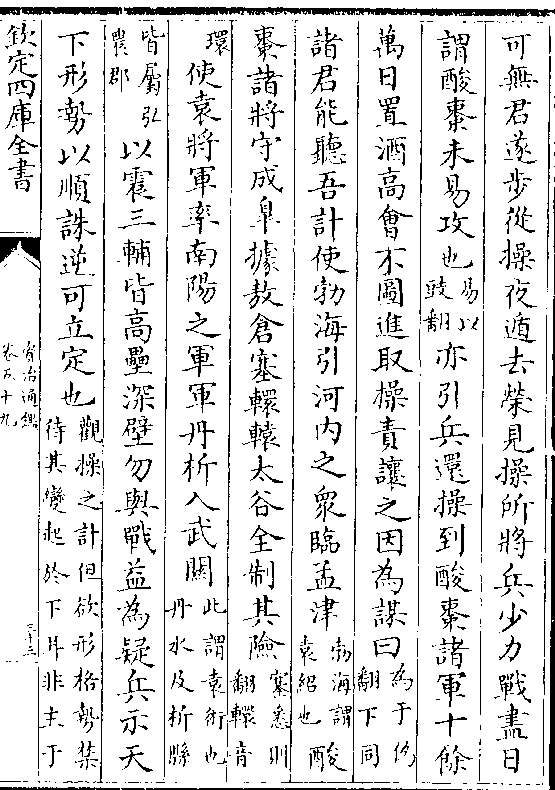 可無君遂步從操夜遁去榮見操所將兵少力戰盡日
謂酸棗未易攻也易以豉翻亦引兵還操到酸棗諸軍十餘
萬日置酒高會不圖進取操責讓之因為謀曰為于偽翻下同
諸君能聽吾計使勃海引河内之衆臨孟津勃海謂袁紹也酸
棗諸將守成臯據敖倉塞轘轅太谷全制其險塞悉則翻轘音
環使袁將軍率南陽之軍軍丹析入武關此謂袁術也丹水及析縣
皆屬弘農郡以震三輔皆高壘深壁勿與戰益為疑兵示天
下形勢以順誅逆可立定也觀操之計但欲形格勢禁待其變起於下耳非主于
欽定四庫全書
資治通鑑
卷五十九
三十三